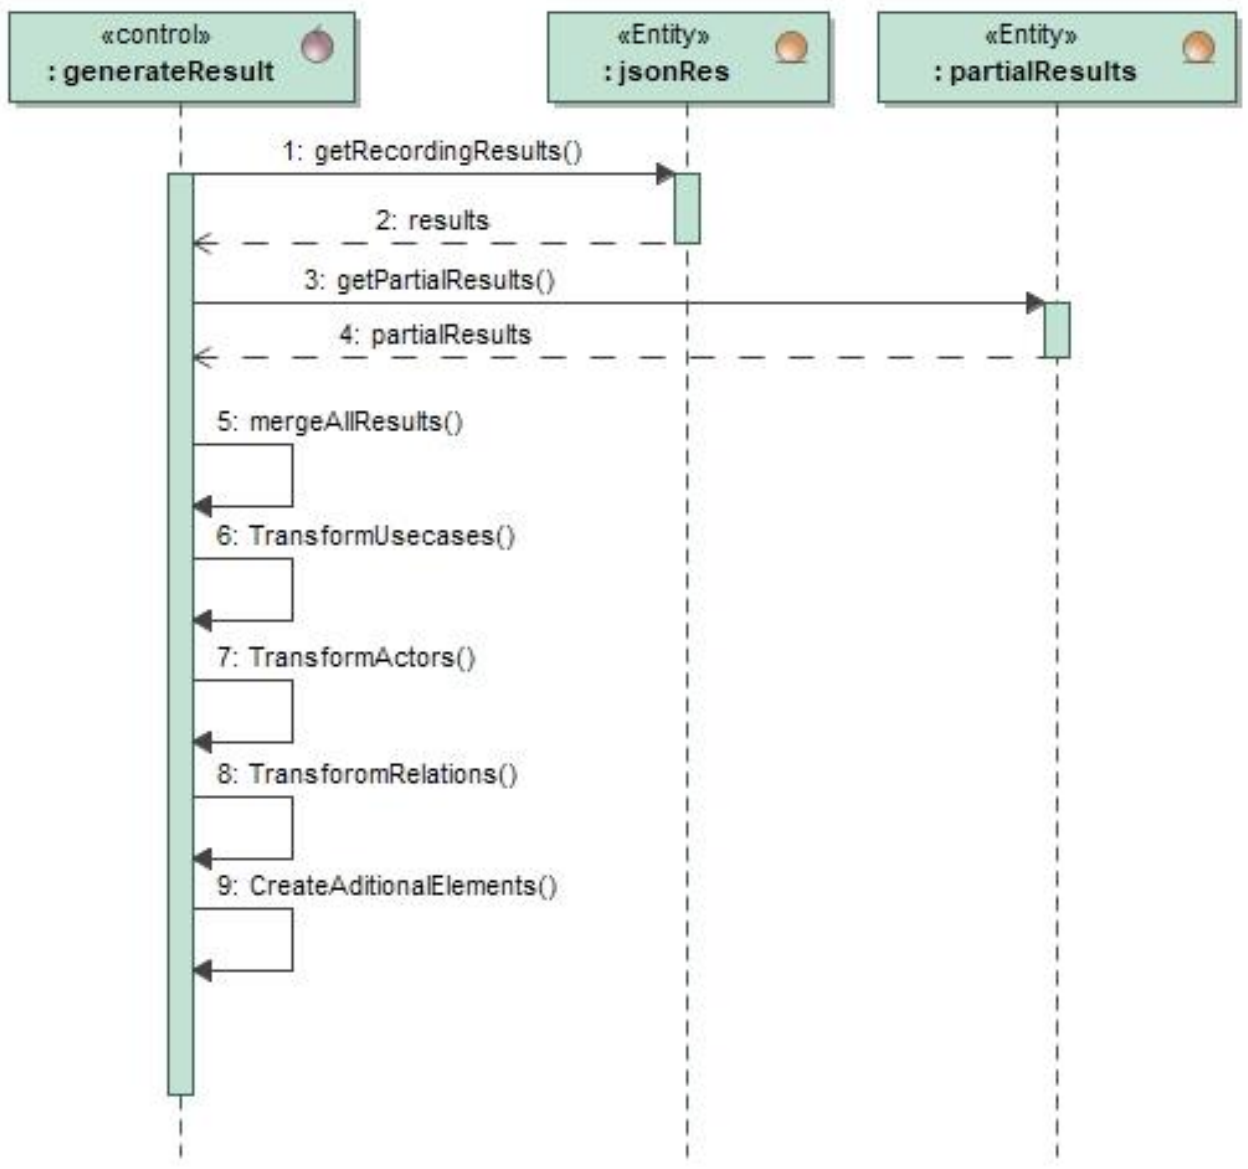 «control»
: generateResult
«Entity»
: jsonRes
«Entity»
: partialResults
1: getRecordingResults()
2: results
3: getPartialResults()
4: partialResults
5: mergeAllResults()
6: TransformUsecases()
7: TransformActors()
8: TransforomRelations()
9: CreateAditionalElements()